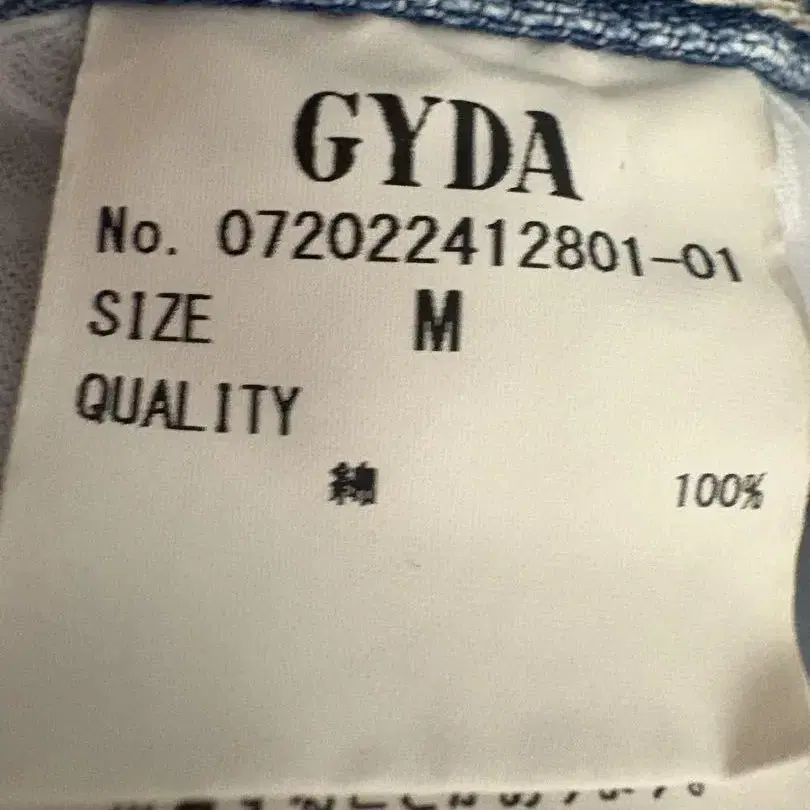 GYDA
No. 072022412801-01
SIZE M
QUALITY
綿 100%